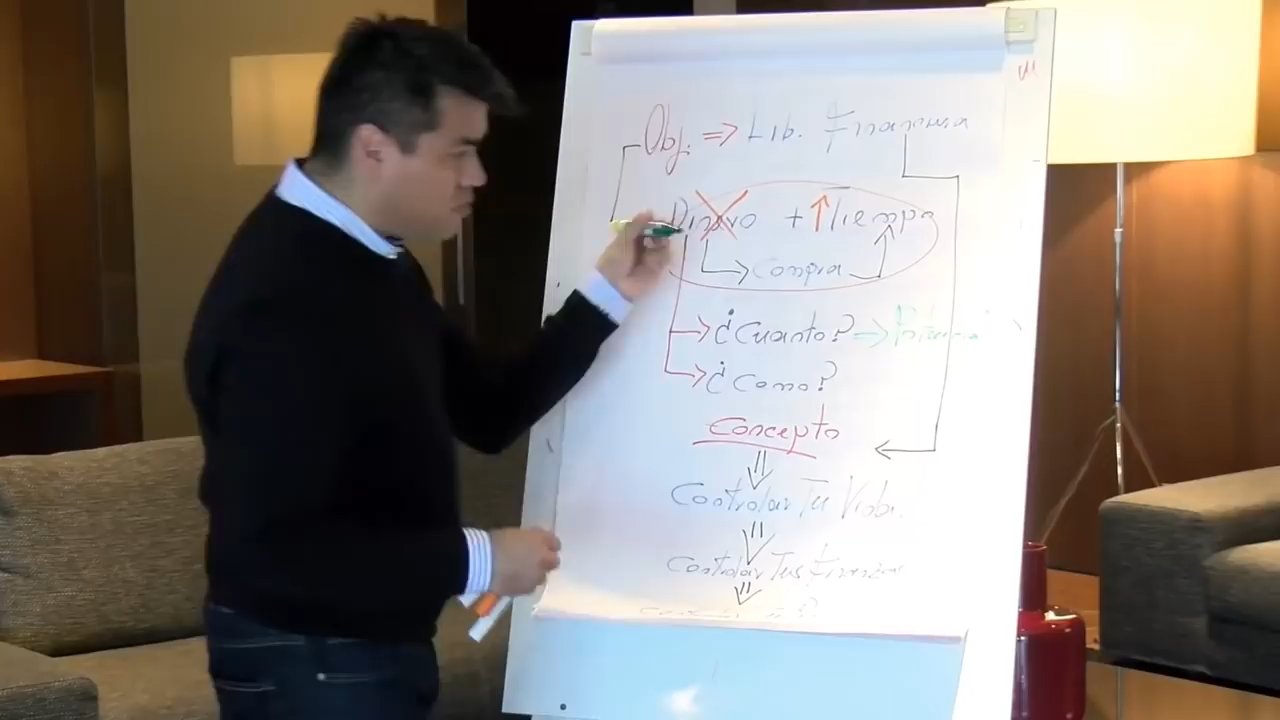 Obj. ⇒ Lib. Financiera
Dinero + ↑ Tiempo
→ Compra
→ ¿Cuanto? ⇒
→ ¿Como?
Concepto
Controlar Tu Vida.
Controlar Tus Finanzas